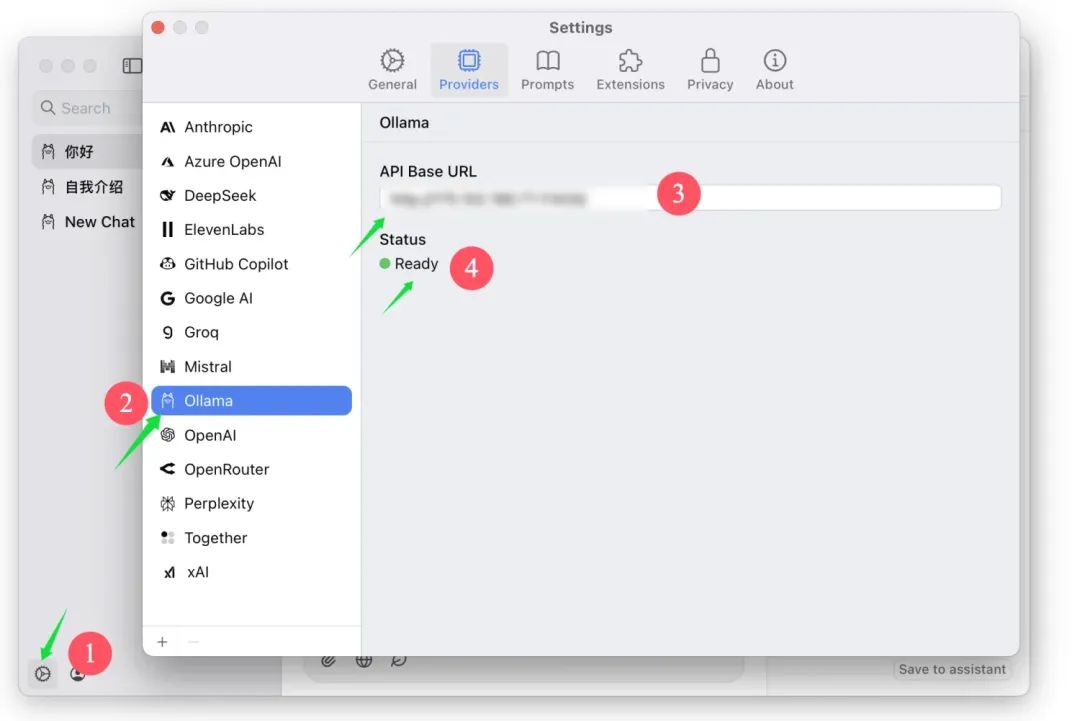 Settings
General Providers Prompts Extensions Privacy About
Search
你好
自我介绍
New Chat
Anthropic
Azure OpenAI
DeepSeek
ElevenLabs
GitHub Copilot
Google AI
Groq
Mistral
Ollama
OpenAI
OpenRouter
Perplexity
Together
xAI
Ollama
API Base URL
3
Status
Ready
4
2
1
Save to assistant